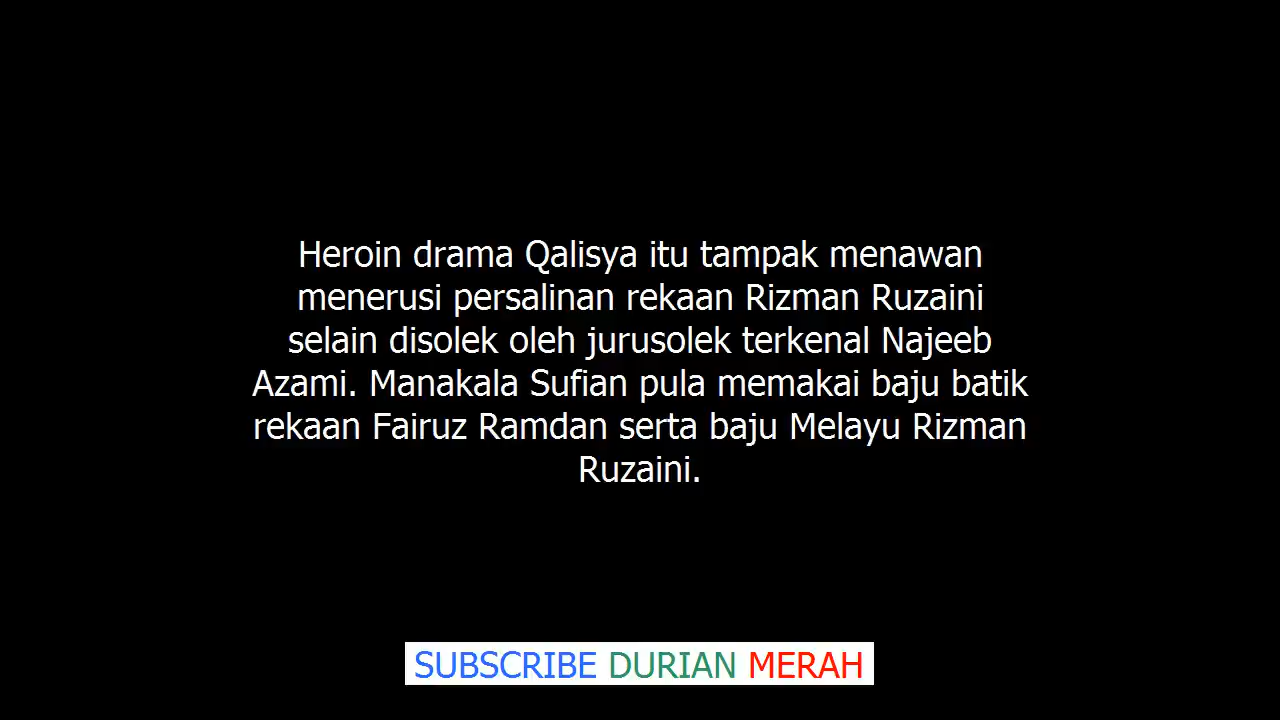 Heroin drama Qalisya itu tampak menawan
menerusi persalinan rekaan Rizman Ruzaini
selain disolek oleh jurusolek terkenal Najeeb
Azami. Manakala Sufian pula memakai baju batik
rekaan Fairuz Ramdan serta baju Melayu Rizman
Ruzaini.
SUBSCRIBE DURIAN MERAH